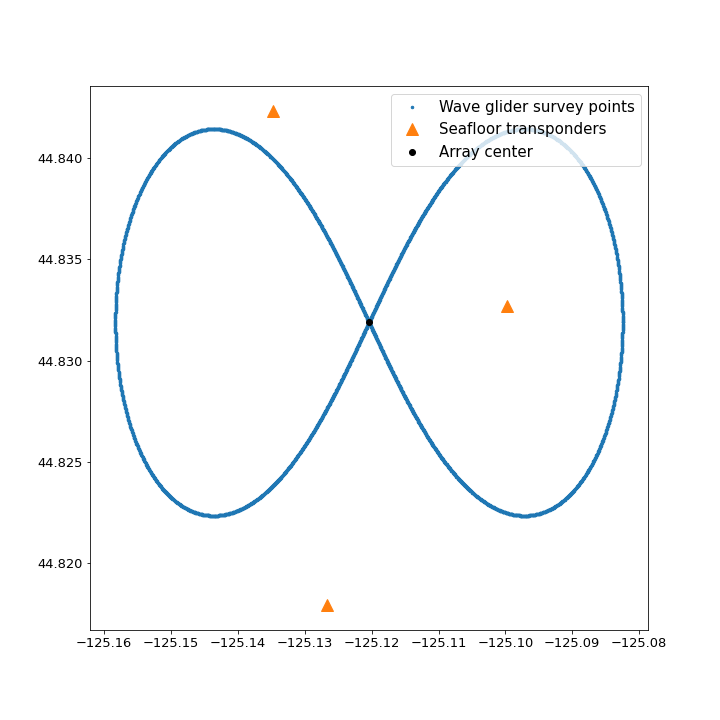 Wave glider survey points
Seafloor transponders
Array center
44.840
44.835
44.830
44.825
44.820
−125.16 −125.15 −125.14 −125.13 −125.12 −125.11 −125.10 −125.09 −125.08